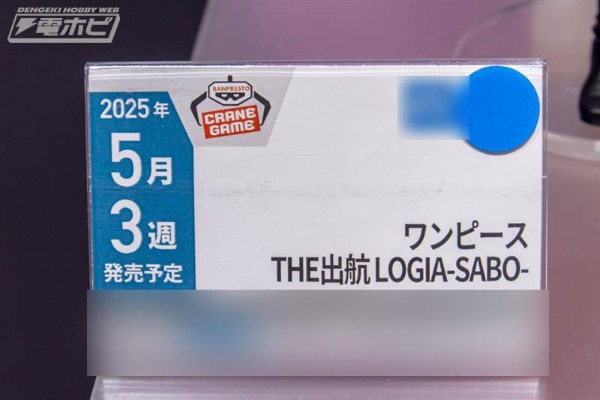 DENGEKI HOBBY WEB
電ホビ
2025年
5月
3週
発売予定
BANPRESTO
CRANE
GAME
ワンピース
THE出航 LOGIA-SABO-